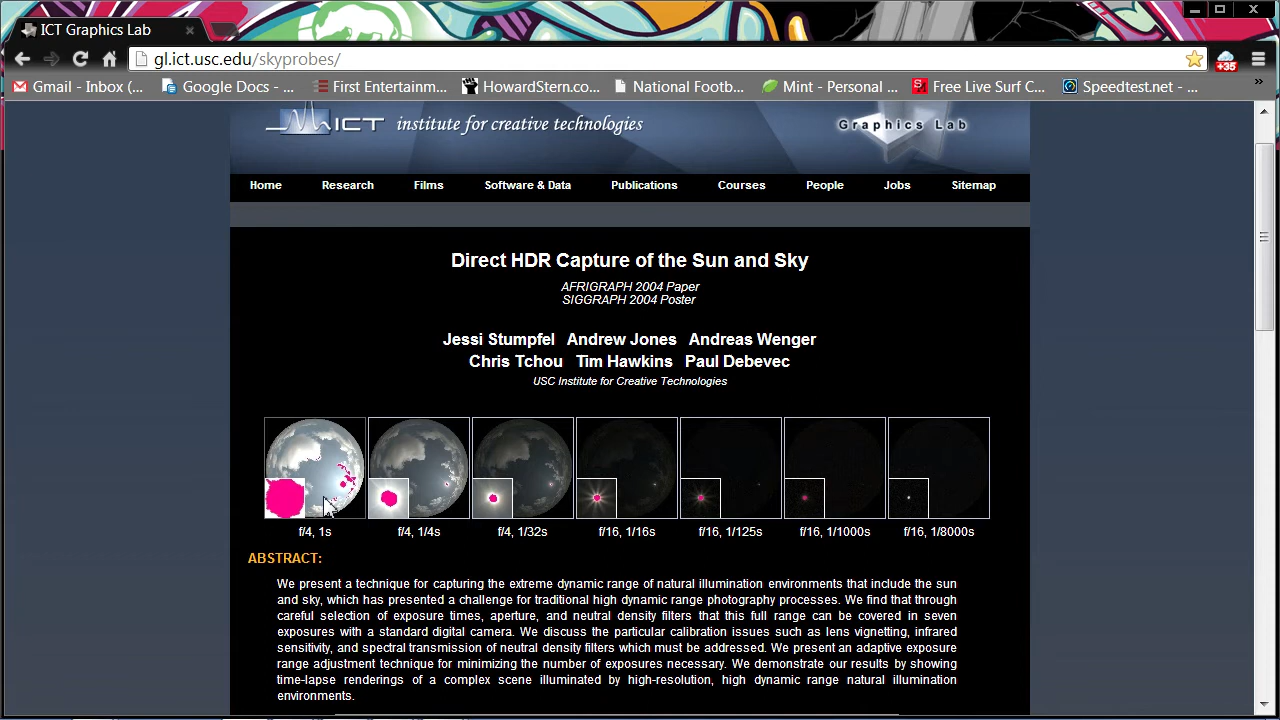 ICT Graphics Lab
gl.ict.usc.edu/skyprobes/
+35
Gmail - Inbox (... Google Docs - ... First Entertainm... HowardStern.co... National Footb... Mint - Personal ... Free Live Surf C... Speedtest.net - ... »
ICT institute for creative technologies Graphics Lab
Home Research Films Software & Data Publications Courses People Jobs Sitemap
Direct HDR Capture of the Sun and Sky
AFRIGRAPH 2004 Paper
SIGGRAPH 2004 Poster
Jessi Stumpfel Andrew Jones Andreas Wenger
Chris Tchou Tim Hawkins Paul Debevec
USC Institute for Creative Technologies
f/4, 1s f/4, 1/4s f/4, 1/32s f/16, 1/16s f/16, 1/125s f/16, 1/1000s f/16, 1/8000s
ABSTRACT:
We present a technique for capturing the extreme dynamic range of natural illumination environments that include the sun
and sky, which has presented a challenge for traditional high dynamic range photography processes. We find that through
careful selection of exposure times, aperture, and neutral density filters that this full range can be covered in seven
exposures with a standard digital camera. We discuss the particular calibration issues such as lens vignetting, infrared
sensitivity, and spectral transmission of neutral density filters which must be addressed. We present an adaptive exposure
range adjustment technique for minimizing the number of exposures necessary. We demonstrate our results by showing
time-lapse renderings of a complex scene illuminated by high-resolution, high dynamic range natural illumination
environments.